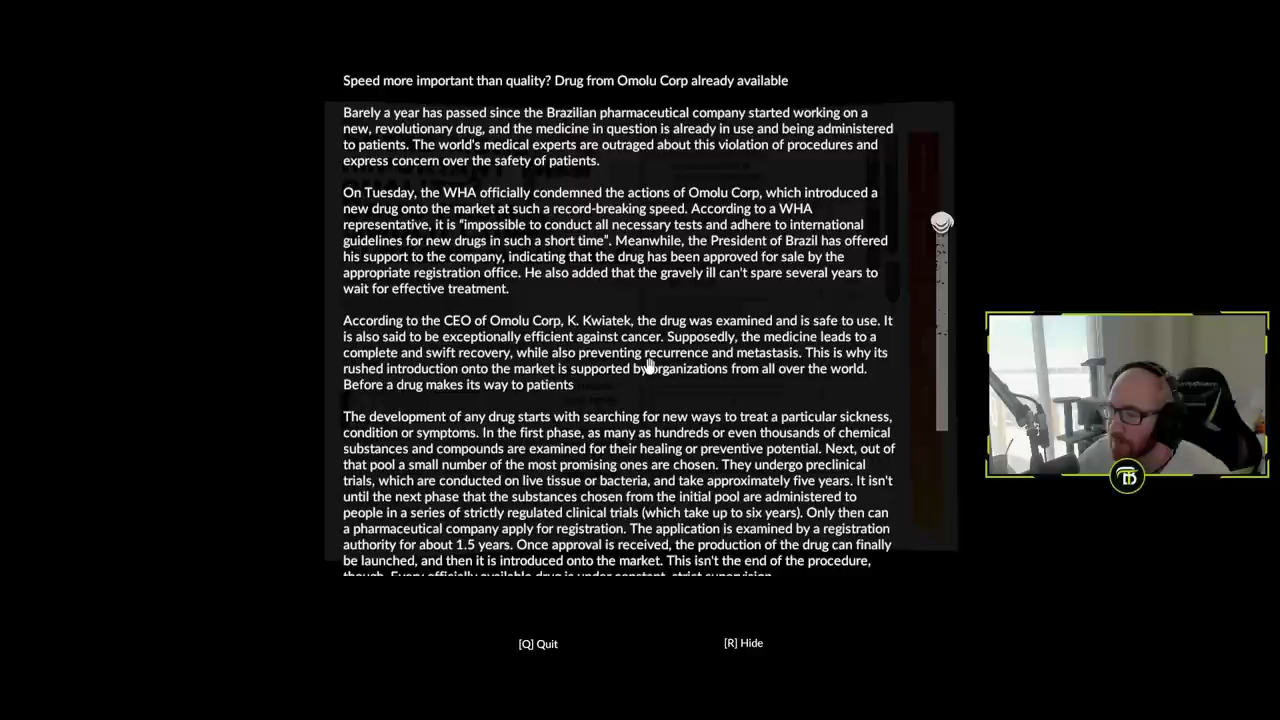 Speed more important than quality? Drug from Omolu Corp already available
Barely a year has passed since the Brazilian pharmaceutical company started working on a
new, revolutionary drug, and the medicine in question is already in use and being administered
to patients. The world's medical experts are outraged about this violation of procedures and
express concern over the safety of patients.
On Tuesday, the WHA officially condemned the actions of Omolu Corp, which introduced a
new drug onto the market at such a record-breaking speed. According to a WHA
representative, it is "impossible to conduct all necessary tests and adhere to international
guidelines for new drugs in such a short time". Meanwhile, the President of Brazil has offered
his support to the company, indicating that the drug has been approved for sale by the
appropriate registration office. He also added that the gravely ill can't spare several years to
wait for effective treatment.
According to the CEO of Omolu Corp, K. Kwiatek, the drug was examined and is safe to use. It
is also said to be exceptionally efficient against cancer. Supposedly, the medicine leads to a
complete and swift recovery, while also preventing recurrence and metastasis. This is why its
rushed introduction onto the market is supported by organizations from all over the world.
Before a drug makes its way to patients
The development of any drug starts with searching for new ways to treat a particular sickness,
condition or symptoms. In the first phase, as many as hundreds or even thousands of chemical
substances and compounds are examined for their healing or preventive potential. Next, out of
that pool a small number of the most promising ones are chosen. They undergo preclinical
trials, which are conducted on live tissue or bacteria, and take approximately five years. It isn't
until the next phase that the substances chosen from the initial pool are administered to
people in a series of strictly regulated clinical trials (which take up to six years). Only then can
a pharmaceutical company apply for registration. The application is examined by a registration
authority for about 1.5 years. Once approval is received, the production of the drug can finally
be launched, and then it is introduced onto the market. This isn't the end of the procedure,
though. Every officially available drug is under constant, strict supervision.
[Q] Quit
[R] Hide